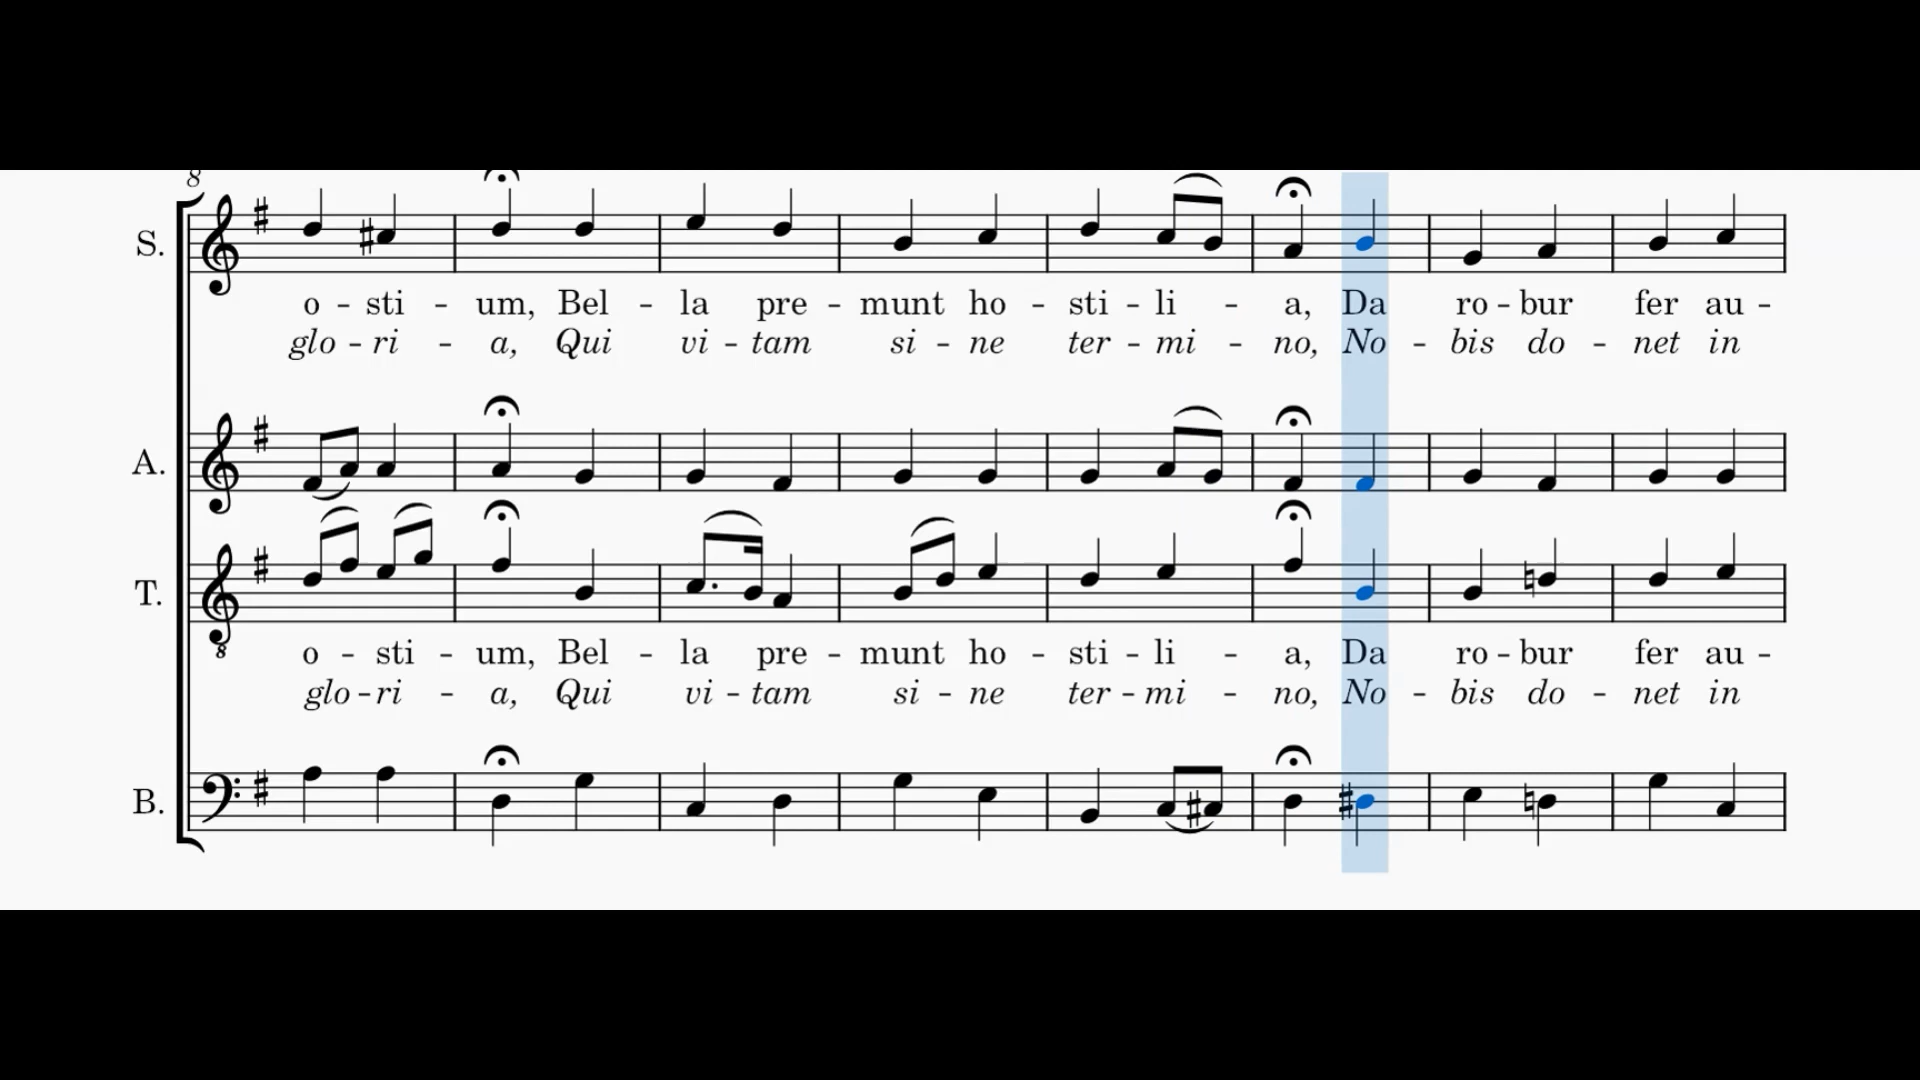 8
S.
o - sti - um, Bel - la pre - munt ho - sti - li - a, Da ro - bur fer au -
glo - ri - a, Qui vi - tam si - ne ter - mi - no, No - bis do - net in
A.
T.
8
o - sti - um, Bel - la pre - munt ho - sti - li - a, Da ro - bur fer au -
glo - ri - a, Qui vi - tam si - ne ter - mi - no, No - bis do - net in
B.